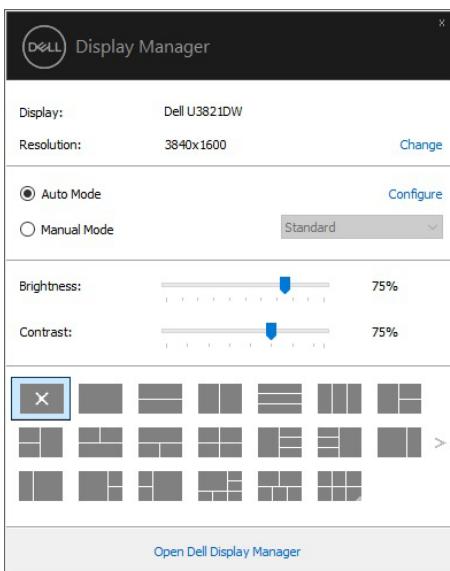 x
DELL Display Manager
Display: Dell U3821DW
Resolution: 3840x1600 Change
Auto Mode Configure
Manual Mode Standard
Brightness: 75%
Contrast: 75%
Open Dell Display Manager